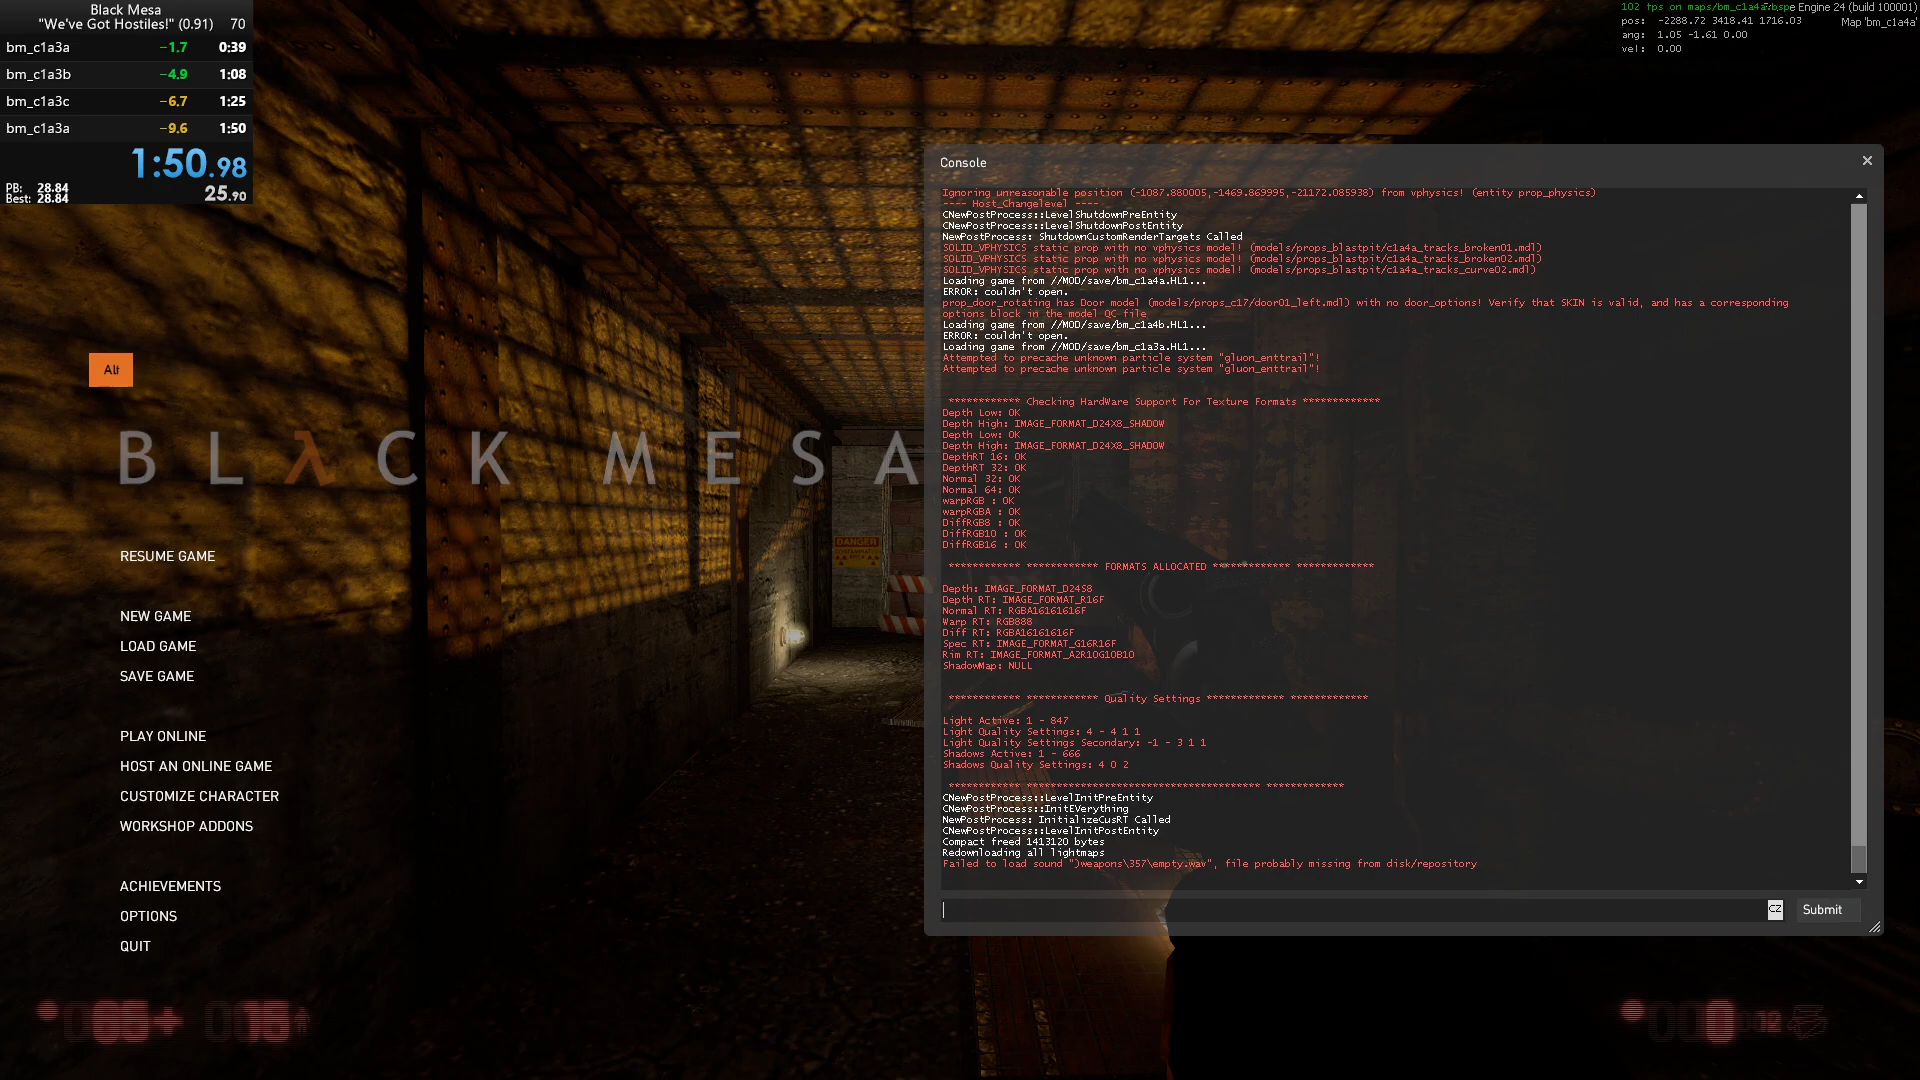 Black Mesa
"We've Got Hostiles!" (0.91) 70
bm_c1a3a −1.7 0:39
bm_c1a3b −4.9 1:08
bm_c1a3c −6.7 1:25
bm_c1a3a −9.6 1:50
1:50.98
PB: 28.84
Best: 28.84
25.90
102 fps on maps/bm_c1a4a.bsp
e Engine 24 (build 100001)
pos: -2288.72 3418.41 1716.03
Map 'bm_c1a4a'
ang: 1.05 -1.61 0.00
vel: 0.00
Alt
BLACK MESA
RESUME GAME
NEW GAME
LOAD GAME
SAVE GAME
PLAY ONLINE
HOST AN ONLINE GAME
CUSTOMIZE CHARACTER
WORKSHOP ADDONS
ACHIEVEMENTS
OPTIONS
QUIT
DANGER
Console
Ignoring unreasonable position (-1087.880005,-1469.869995,-21172.085938) from vphysics! (entity prop_physics)
---- Host_Changelevel ----
CNewPostProcess::LevelShutdownPreEntity
CNewPostProcess::LevelShutdownPostEntity
NewPostProcess: ShutdownCustomRenderTargets Called
SOLID_VPHYSICS static prop with no vphysics model! (models/props_blastpit/c1a4a_tracks_broken01.mdl)
SOLID_VPHYSICS static prop with no vphysics model! (models/props_blastpit/c1a4a_tracks_broken02.mdl)
SOLID_VPHYSICS static prop with no vphysics model! (models/props_blastpit/c1a4a_tracks_curve02.mdl)
Loading game from //MOD/save/bm_c1a4a.HL1...
ERROR: couldn't open.
prop_door_rotating has Door model (models/props_c17/door01_left.mdl) with no door_options! Verify that SKIN is valid, and has a corresponding
options block in the model QC file
Loading game from //MOD/save/bm_c1a4b.HL1...
ERROR: couldn't open.
Loading game from //MOD/save/bm_c1a3a.HL1...
Attempted to precache unknown particle system "gluon_enttrail"!
Attempted to precache unknown particle system "gluon_enttrail"!
************ Checking HardWare Support For Texture Formats *************
Depth Low: OK
Depth High: IMAGE_FORMAT_D24X8_SHADOW
Depth Low: OK
Depth High: IMAGE_FORMAT_D24X8_SHADOW
DepthRT 16: OK
DepthRT 32: OK
Normal 32: OK
Normal 64: OK
warpRGB : OK
warpRGBA : OK
DiffRGB8 : OK
DiffRGB10 : OK
DiffRGB16 : OK
************ ************ FORMATS ALLOCATED ************* *************
Depth: IMAGE_FORMAT_D24S8
Depth RT: IMAGE_FORMAT_R16F
Normal RT: RGBA16161616F
Warp RT: RGB888
Diff RT: RGBA16161616F
Spec RT: IMAGE_FORMAT_G16R16F
Rim RT: IMAGE_FORMAT_A2R10G10B10
ShadowMap: NULL
************ ************ Quality Settings ************* *************
Light Active: 1 - 847
Light Quality Settings: 4 - 4 1 1
Light Quality Settings Secondary: -1 - 3 1 1
Shadows Active: 1 - 666
Shadows Quality Settings: 4 0 2
************ *************************************** *************
CNewPostProcess::LevelInitPreEntity
CNewPostProcess::InitEVerything
NewPostProcess: InitializeCusRT Called
CNewPostProcess::LevelInitPostEntity
Compact freed 1413120 bytes
Redownloading all lightmaps
Failed to load sound ")weapons\357\empty.wav", file probably missing from disk/repository
CZ
Submit